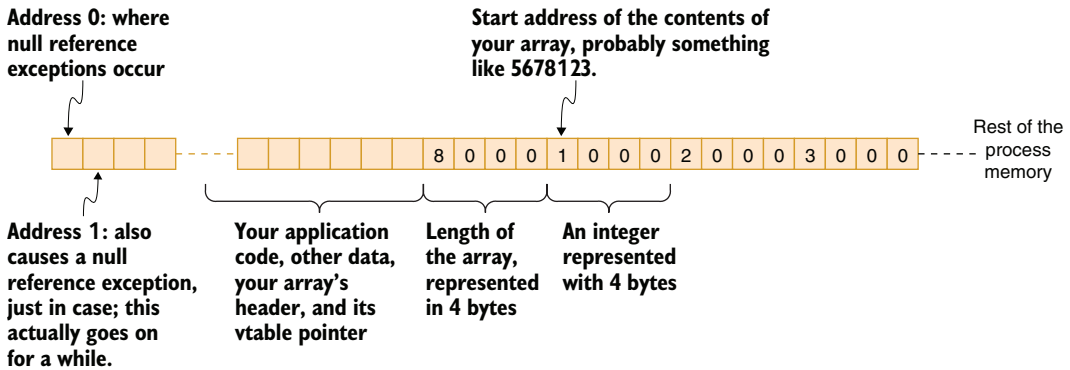 Address 0: where
null reference
exceptions occur
Start address of the contents of
your array, probably something
like 5678123.
8 0 0 0 1 0 0 0 2 0 0 0 3 0 0 0
Rest of the
process
memory
Address 1: also
causes a null
reference exception,
just in case; this
actually goes on
for a while.
Your application
code, other data,
your array's
header, and its
vtable pointer
Length of
the array,
represented
in 4 bytes
An integer
represented
with 4 bytes